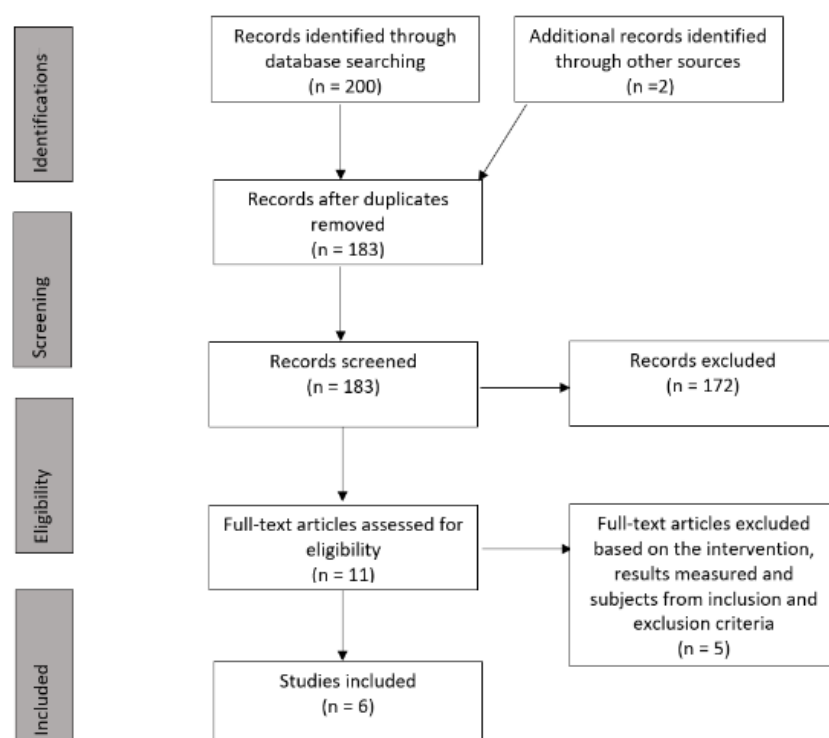 Identifications
Records identified through
database searching
(n = 200)
Additional records identified
through other sources
(n =2)
Records after duplicates
removed
(n = 183)
Screening
Records screened
(n = 183)
Records excluded
(n = 172)
Eligibility
Full-text articles assessed for
eligibility
(n = 11)
Full-text articles excluded
based on the intervention,
results measured and
subjects from inclusion and
exclusion criteria
(n = 5)
Included
Studies included
(n = 6)